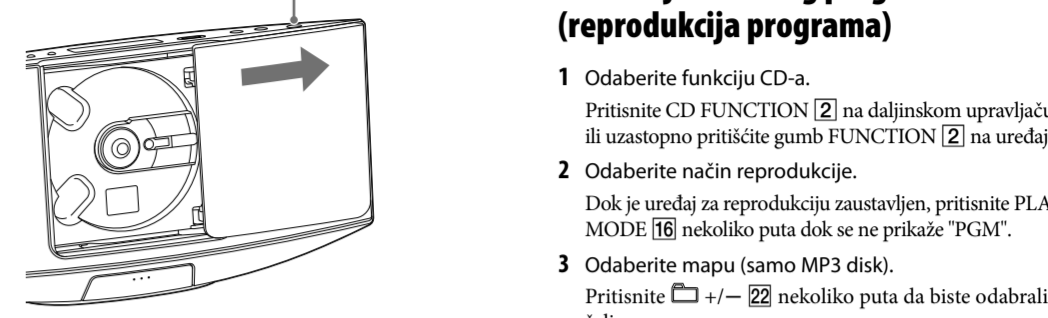 (reprodukcija programa)
1 Odaberite funkciju CD-a.
Pritisnite CD FUNCTION 2 na daljinskom upravljaču
ili uzastopno pritišćite gumb FUNCTION 2 na
2 Odaberite način reprodukcije.
Dok je uređaj za reprodukciju zaustavljen, pritisnite
MODE 16 nekoliko puta dok se ne prikaže "PGM".
3 Odaberite mapu (samo MP3 disk).
Pritisnite +/− 22 nekoliko puta da biste odabrali